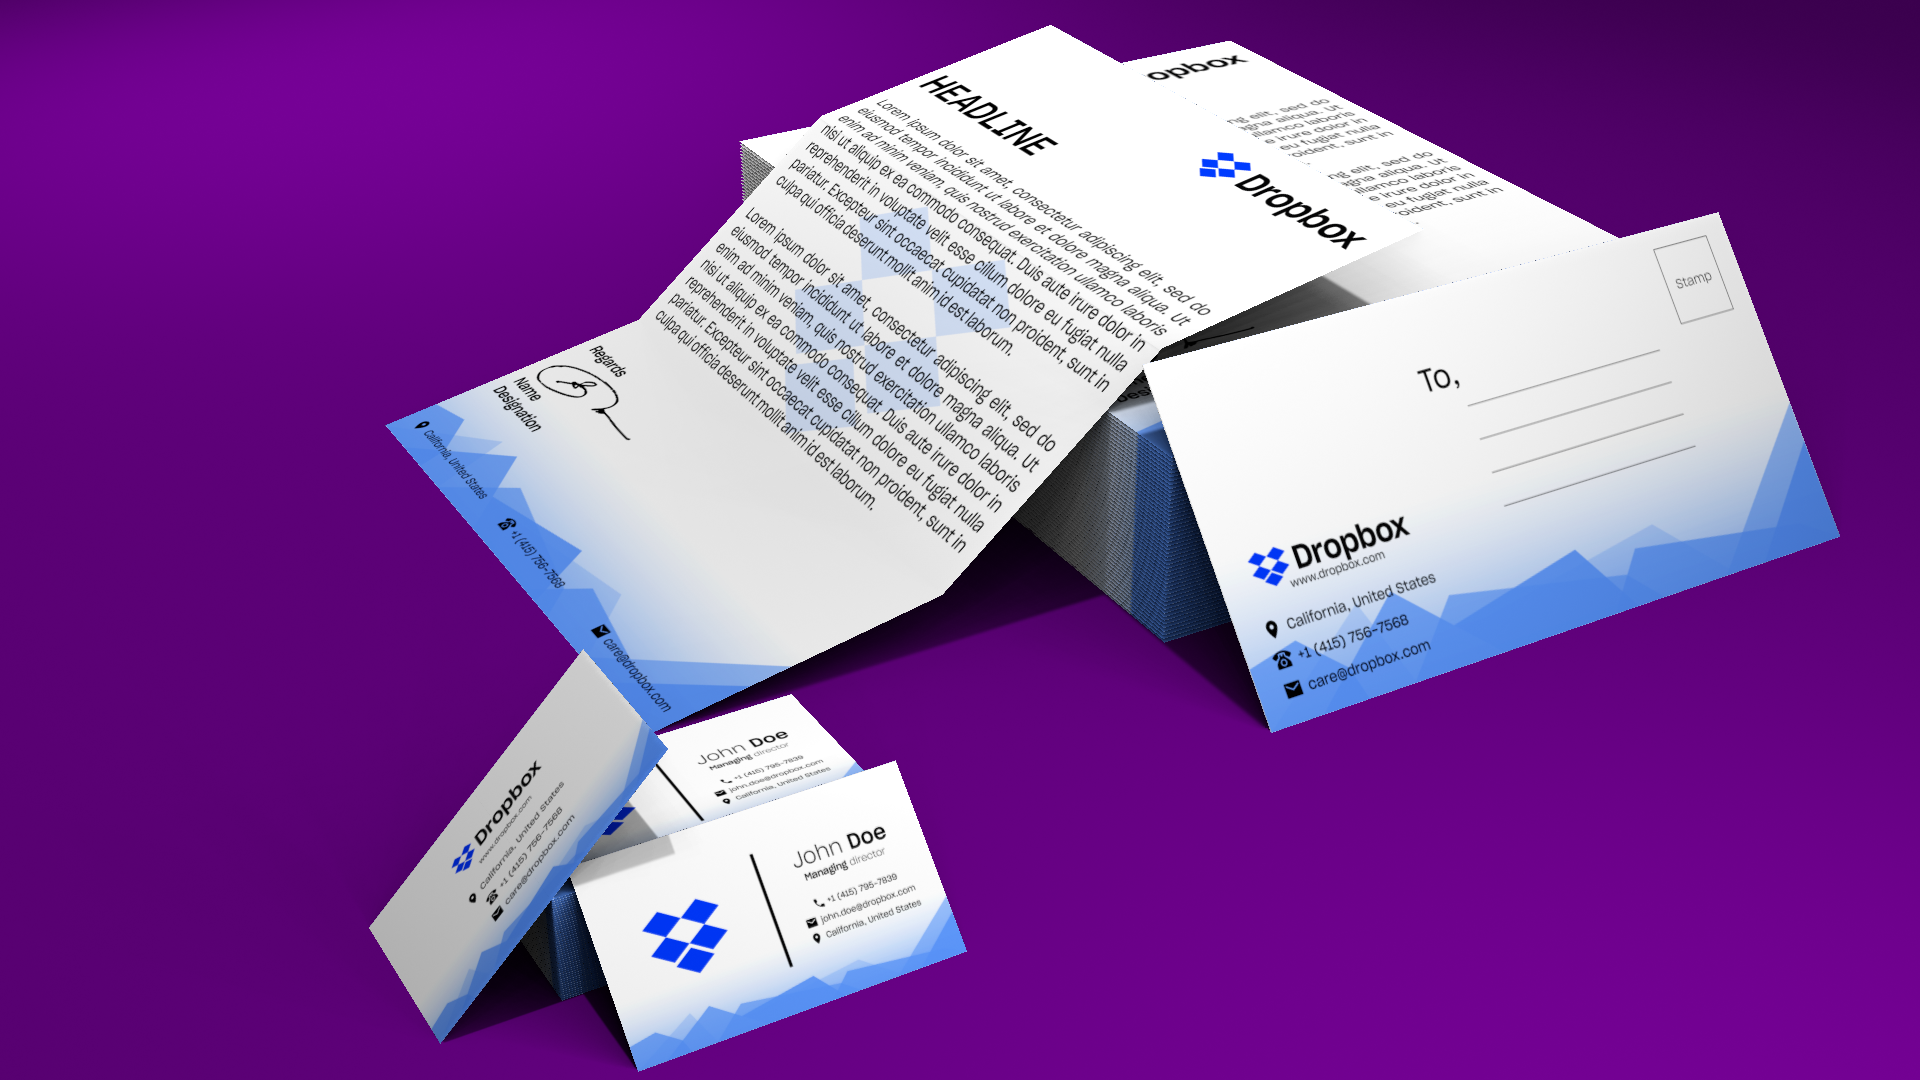 HEADLINE
Lorem ipsum dolor sit amet, consectetur adipiscing elit, sed do
eiusmod tempor incididunt ut labore et dolore magna aliqua. Ut
enim ad minim veniam, quis nostrud exercitation ullamco laboris
nisi ut aliquip ex ea commodo consequat. Duis aute irure dolor in
reprehenderit in voluptate velit esse cillum dolore eu fugiat nulla
pariatur. Excepteur sint occaecat cupidatat non proident, sunt in
culpa qui officia deserunt mollit anim id est laborum.
Lorem ipsum dolor sit amet, consectetur adipiscing elit, sed do
eiusmod tempor incididunt ut labore et dolore magna aliqua. Ut
enim ad minim veniam, quis nostrud exercitation ullamco laboris
nisi ut aliquip ex ea commodo consequat. Duis aute irure dolor in
reprehenderit in voluptate velit esse cillum dolore eu fugiat nulla
pariatur. Excepteur sint occaecat cupidatat non proident, sunt in
culpa qui officia deserunt mollit anim id est laborum.
Dropbox
Regards
Name
Designation
California, United States
+1 (415) 756-7568
care@dropbox.com
opbox
ng elit, sed do
agna aliqua. Ut
illamco laboris
e irure dolor in
eu fugiat nulla
oident, sunt in
ng elit, sed do
agna aliqua. Ut
illamco laboris
e irure dolor in
eu fugiat nulla
oident, sunt in
Stamp
To,
Dropbox
www.dropbox.com
California, United States
+1 (415) 756-7568
care@dropbox.com
Dropbox
www.dropbox.com
California, United States
+1 (415) 756-7568
care@dropbox.com
John Doe
Managing director
+1 (415) 795-7839
john.doe@dropbox.com
California, United States
John Doe
Managing director
+1 (415) 795-7839
john.doe@dropbox.com
California, United States